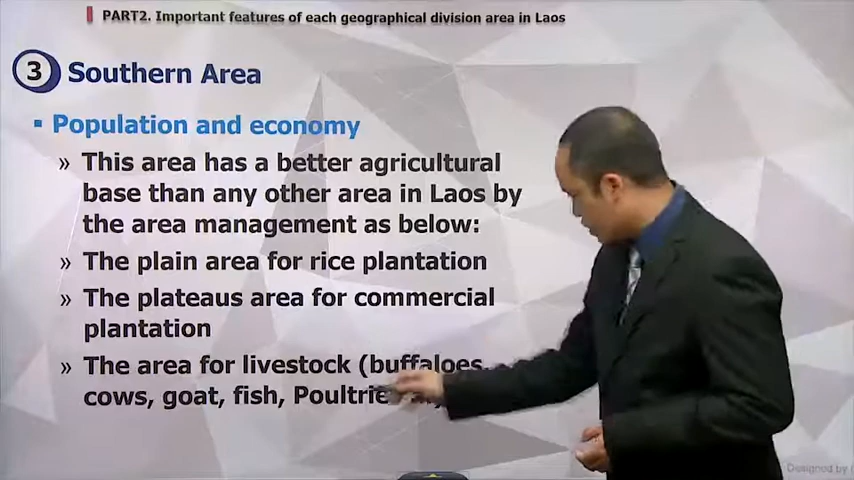 PART2. Important features of each geographical division area in Laos
3 Southern Area
▪ Population and economy
» This area has a better agricultural
base than any other area in Laos by
the area management as below:
» The plain area for rice plantation
» The plateaus area for commercial
plantation
» The area for livestock (buffaloes,
cows, goat, fish, Poultrie
Designed by